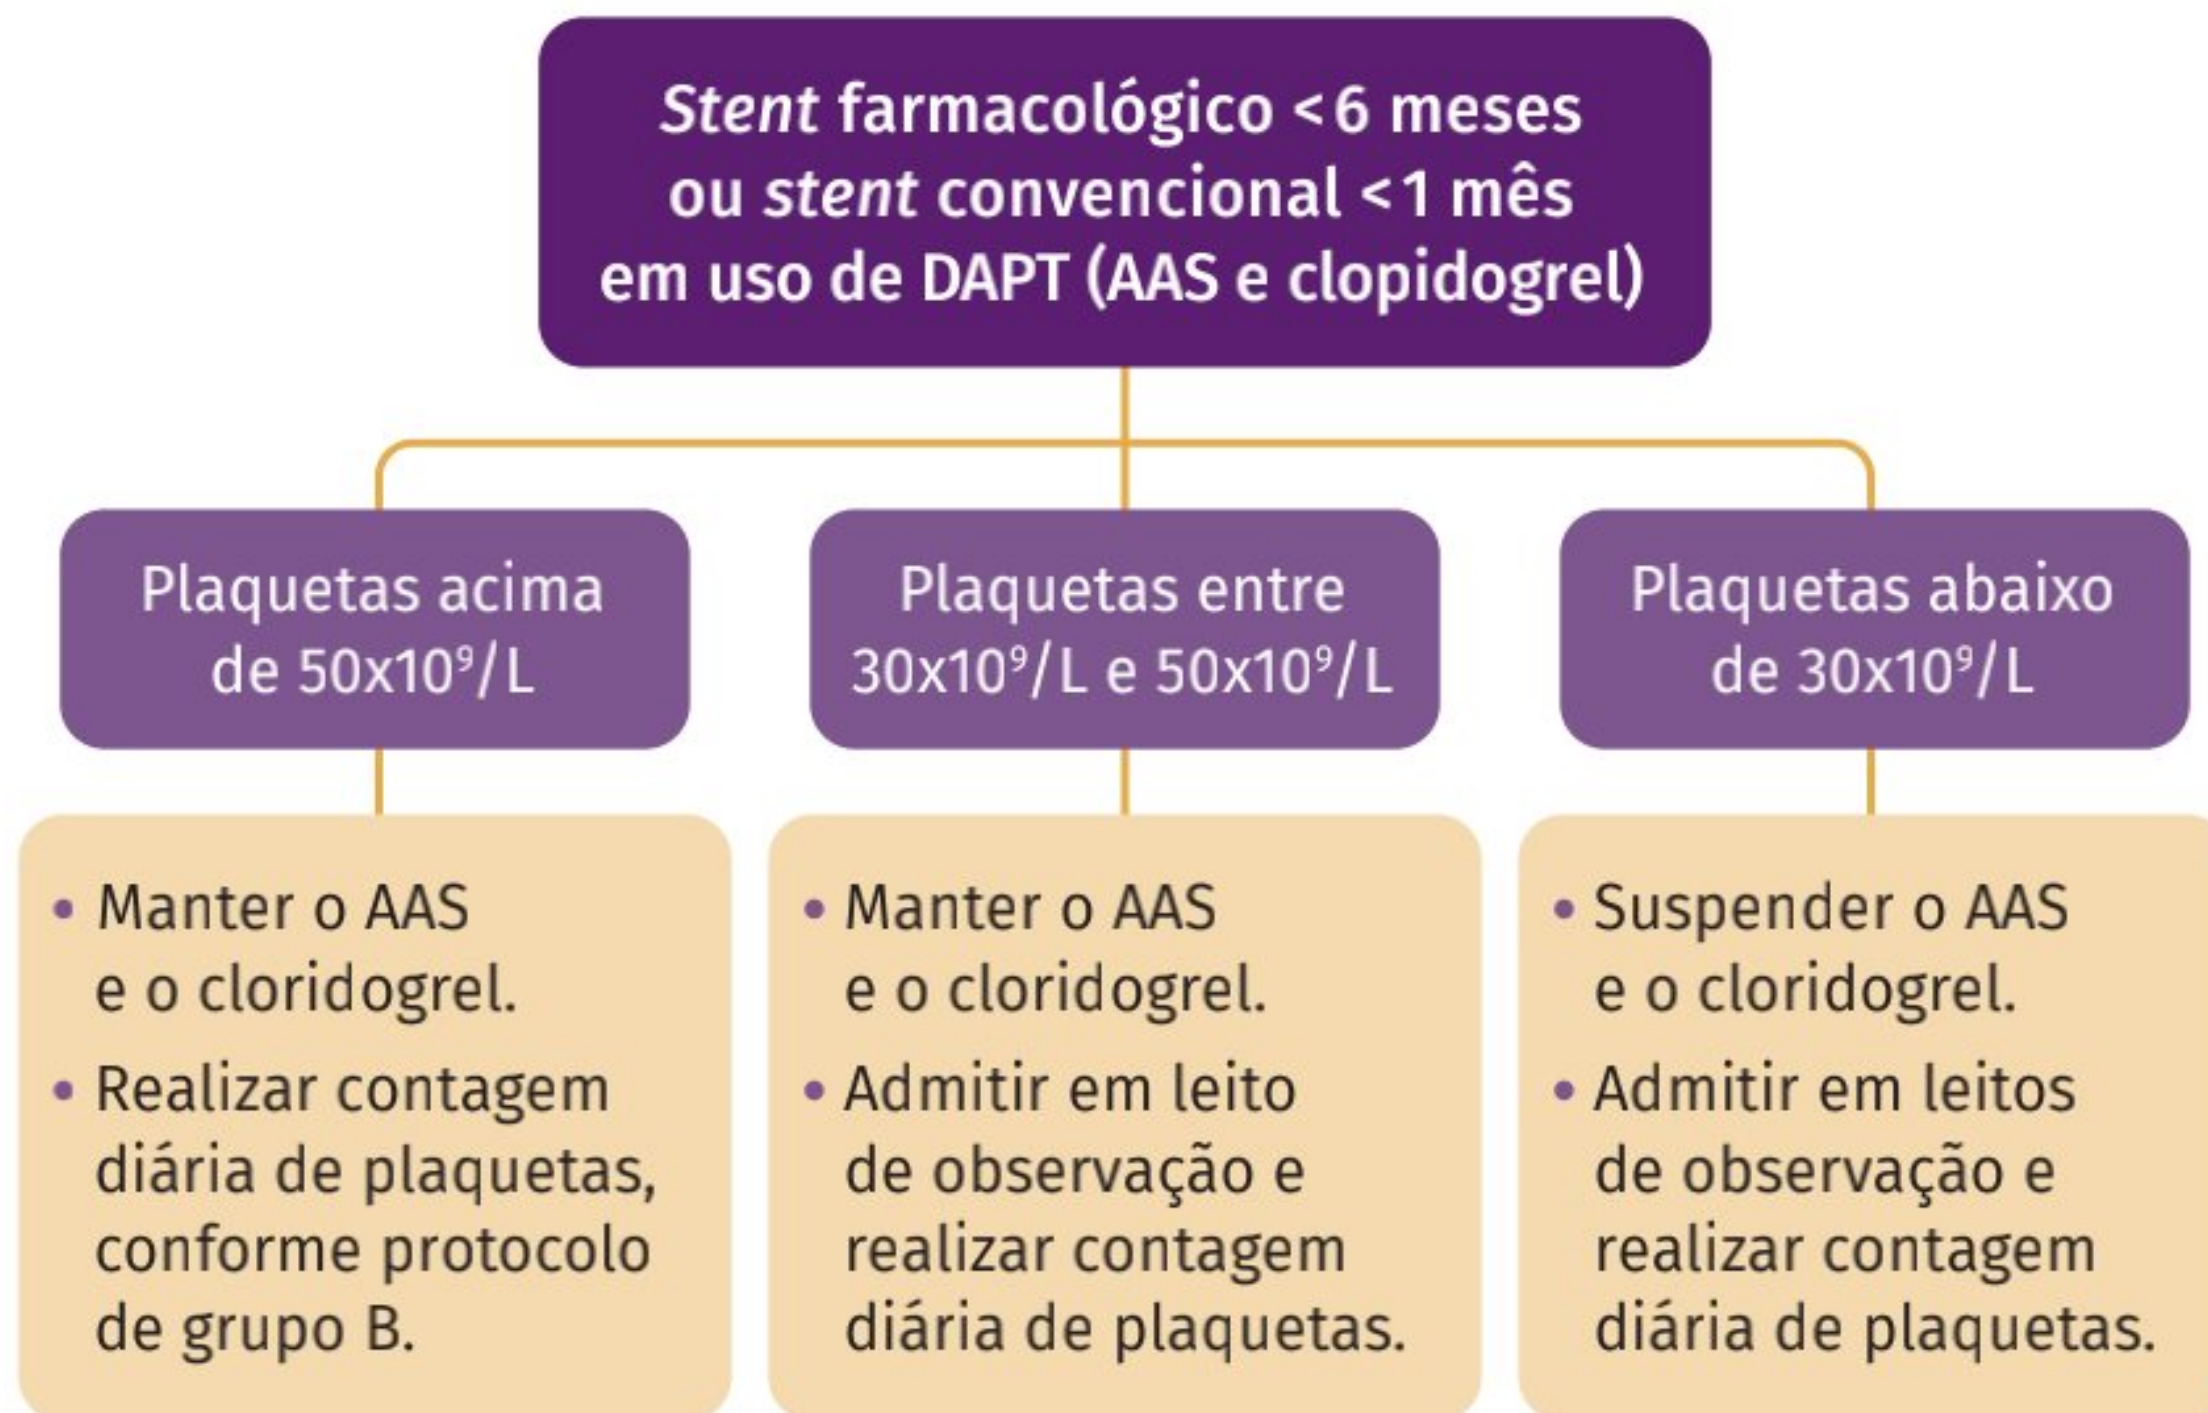 Stent farmacológico <6 meses
ou stent convencional <1 mês
em uso de DAPT (AAS e clopidogrel)
Plaquetas acima
de 50x10⁹/L
Plaquetas entre
30x10⁹/L e 50x10⁹/L
Plaquetas abaixo
de 30x10⁹/L
• Manter o AAS
e o cloridogrel.
• Realizar contagem
diária de plaquetas,
conforme protocolo
de grupo B.
• Manter o AAS
e o cloridogrel.
• Admitir em leito
de observação e
realizar contagem
diária de plaquetas.
• Suspender o AAS
e o cloridogrel.
• Admitir em leitos
de observação e
realizar contagem
diária de plaquetas.